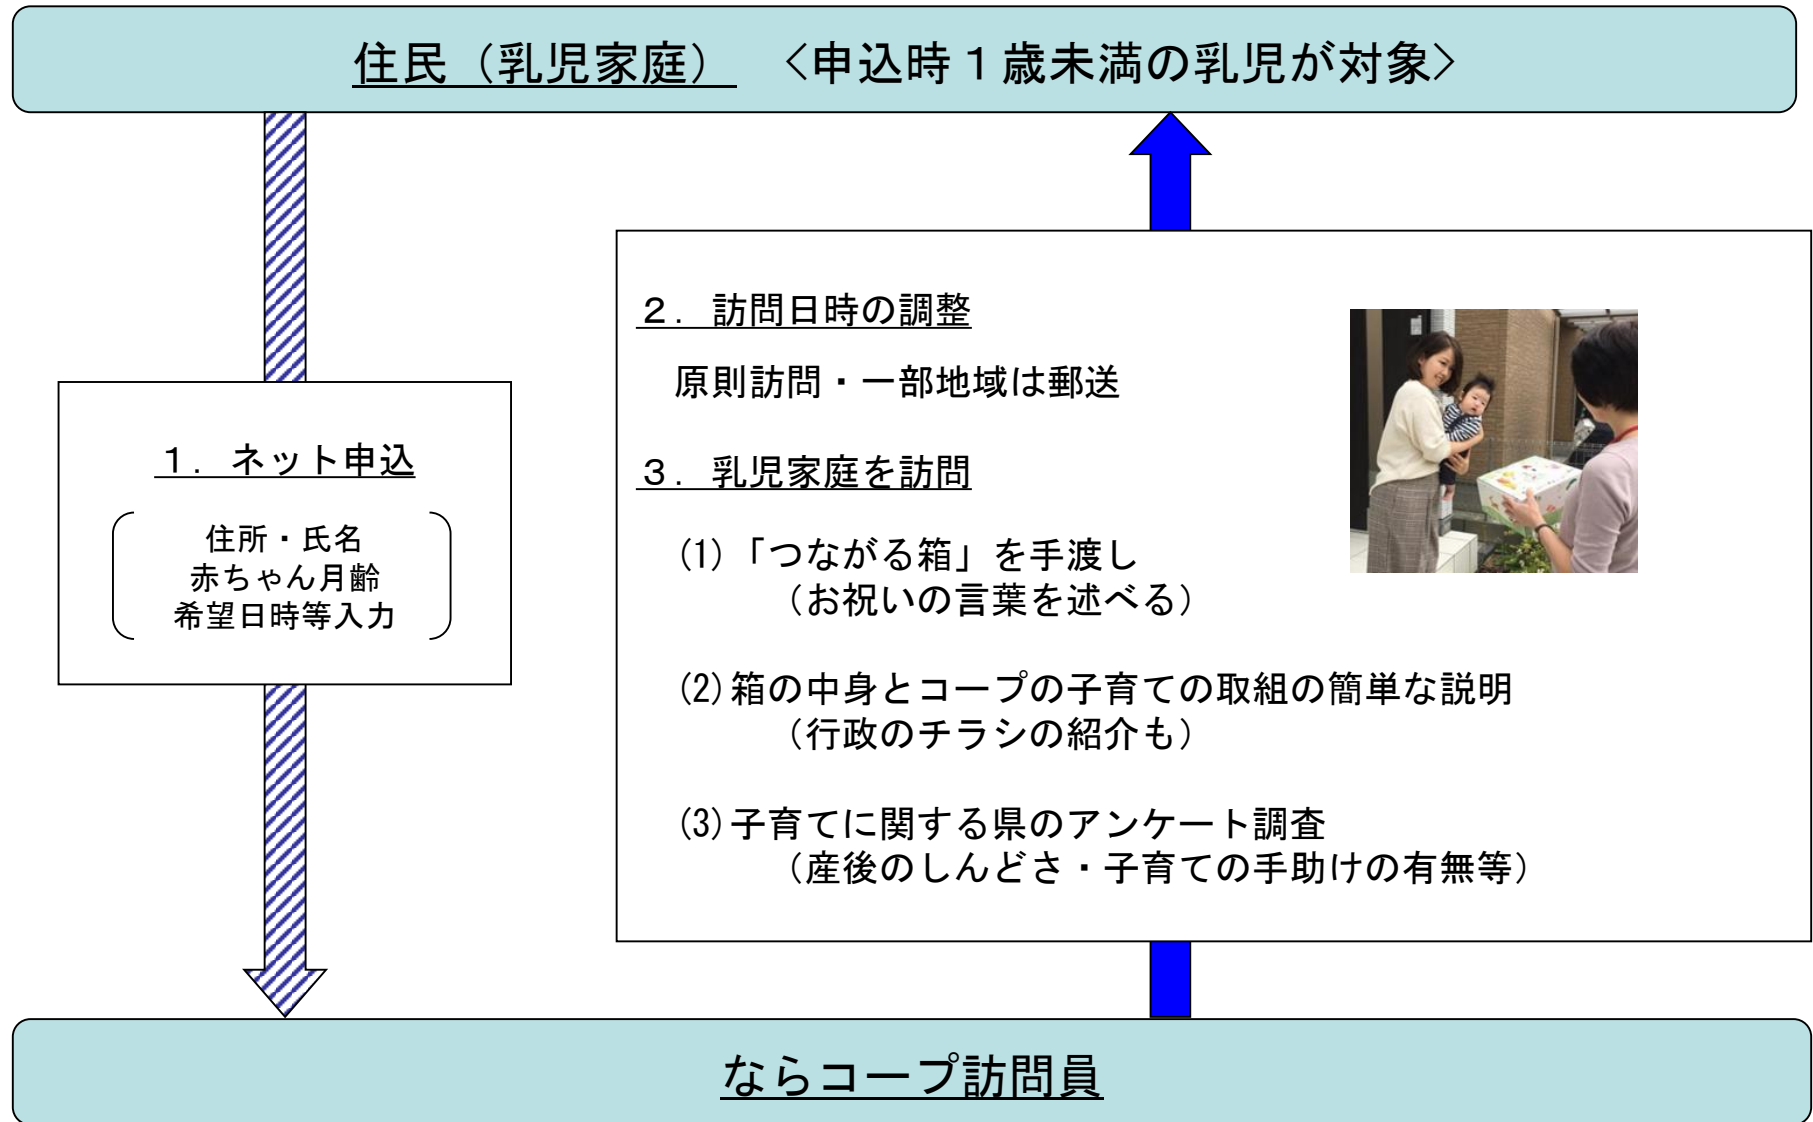 住民（乳児家庭）　＜申込時１歳未満の乳児が対象＞
１．ネット申込
住所・氏名
赤ちゃん月齢
希望日時等入力
２．訪問日時の調整
原則訪問・一部地域は郵送
３．乳児家庭を訪問
(1)「つながる箱」を手渡し
（お祝いの言葉を述べる）
(2)箱の中身とコープの子育ての取組の簡単な説明
（行政のチラシの紹介も）
(3)子育てに関する県のアンケート調査
（産後のしんどさ・子育ての手助けの有無等）
ならコープ訪問員